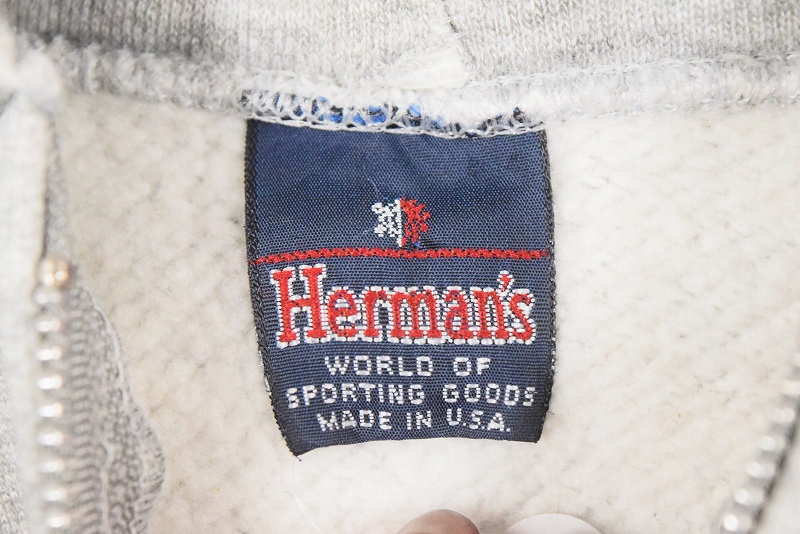 Herman's
WORLD OF
SPORTING GOODS
MADE IN U.S.A.